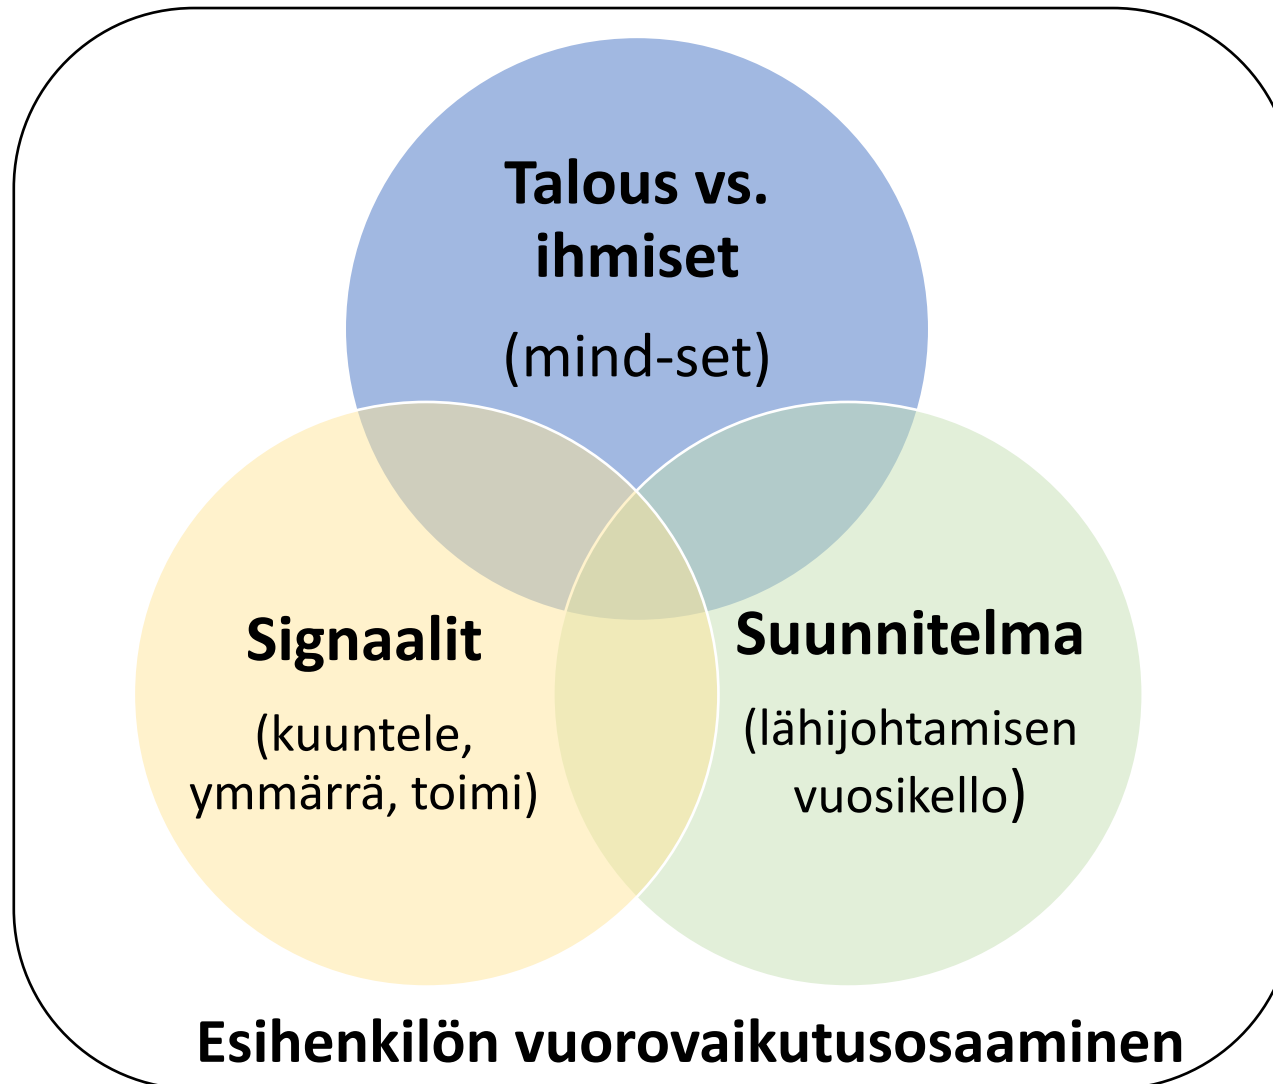 Talous vs.
ihmiset
(mind-set)
Signaalit
(kuuntele,
ymmärrä, toimi)
Suunnitelma
(lähijohtamisen
vuosikello)
Esihenkilön vuorovaikutusosaaminen